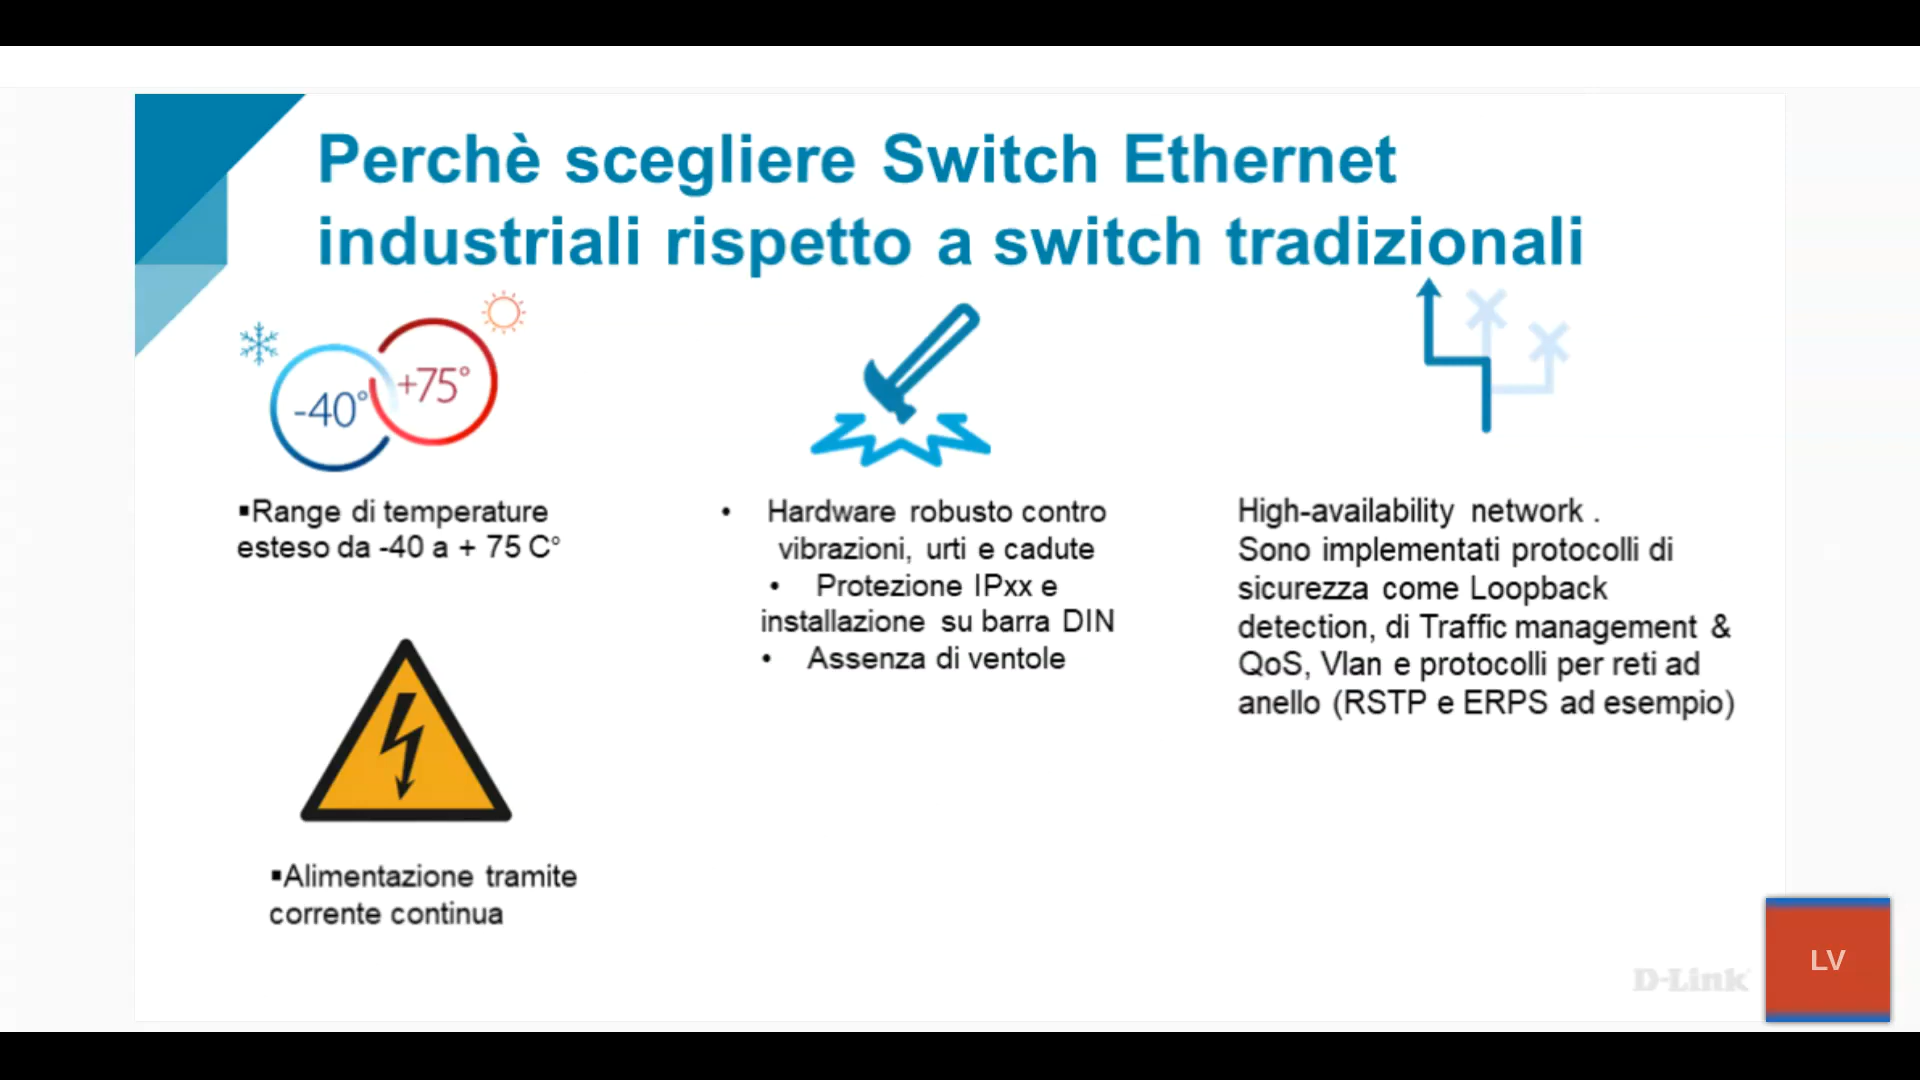 Perchè scegliere Switch Ethernet
industriali rispetto a switch tradizionali
-40°
+75°
▪Range di temperature
esteso da -40 a + 75 C°
• Hardware robusto contro
vibrazioni, urti e cadute
• Protezione IPxx e
installazione su barra DIN
• Assenza di ventole
High-availability network .
Sono implementati protocolli di
sicurezza come Loopback
detection, di Traffic management &
QoS, Vlan e protocolli per reti ad
anello (RSTP e ERPS ad esempio)
▪Alimentazione tramite
corrente continua
D-Link
LV